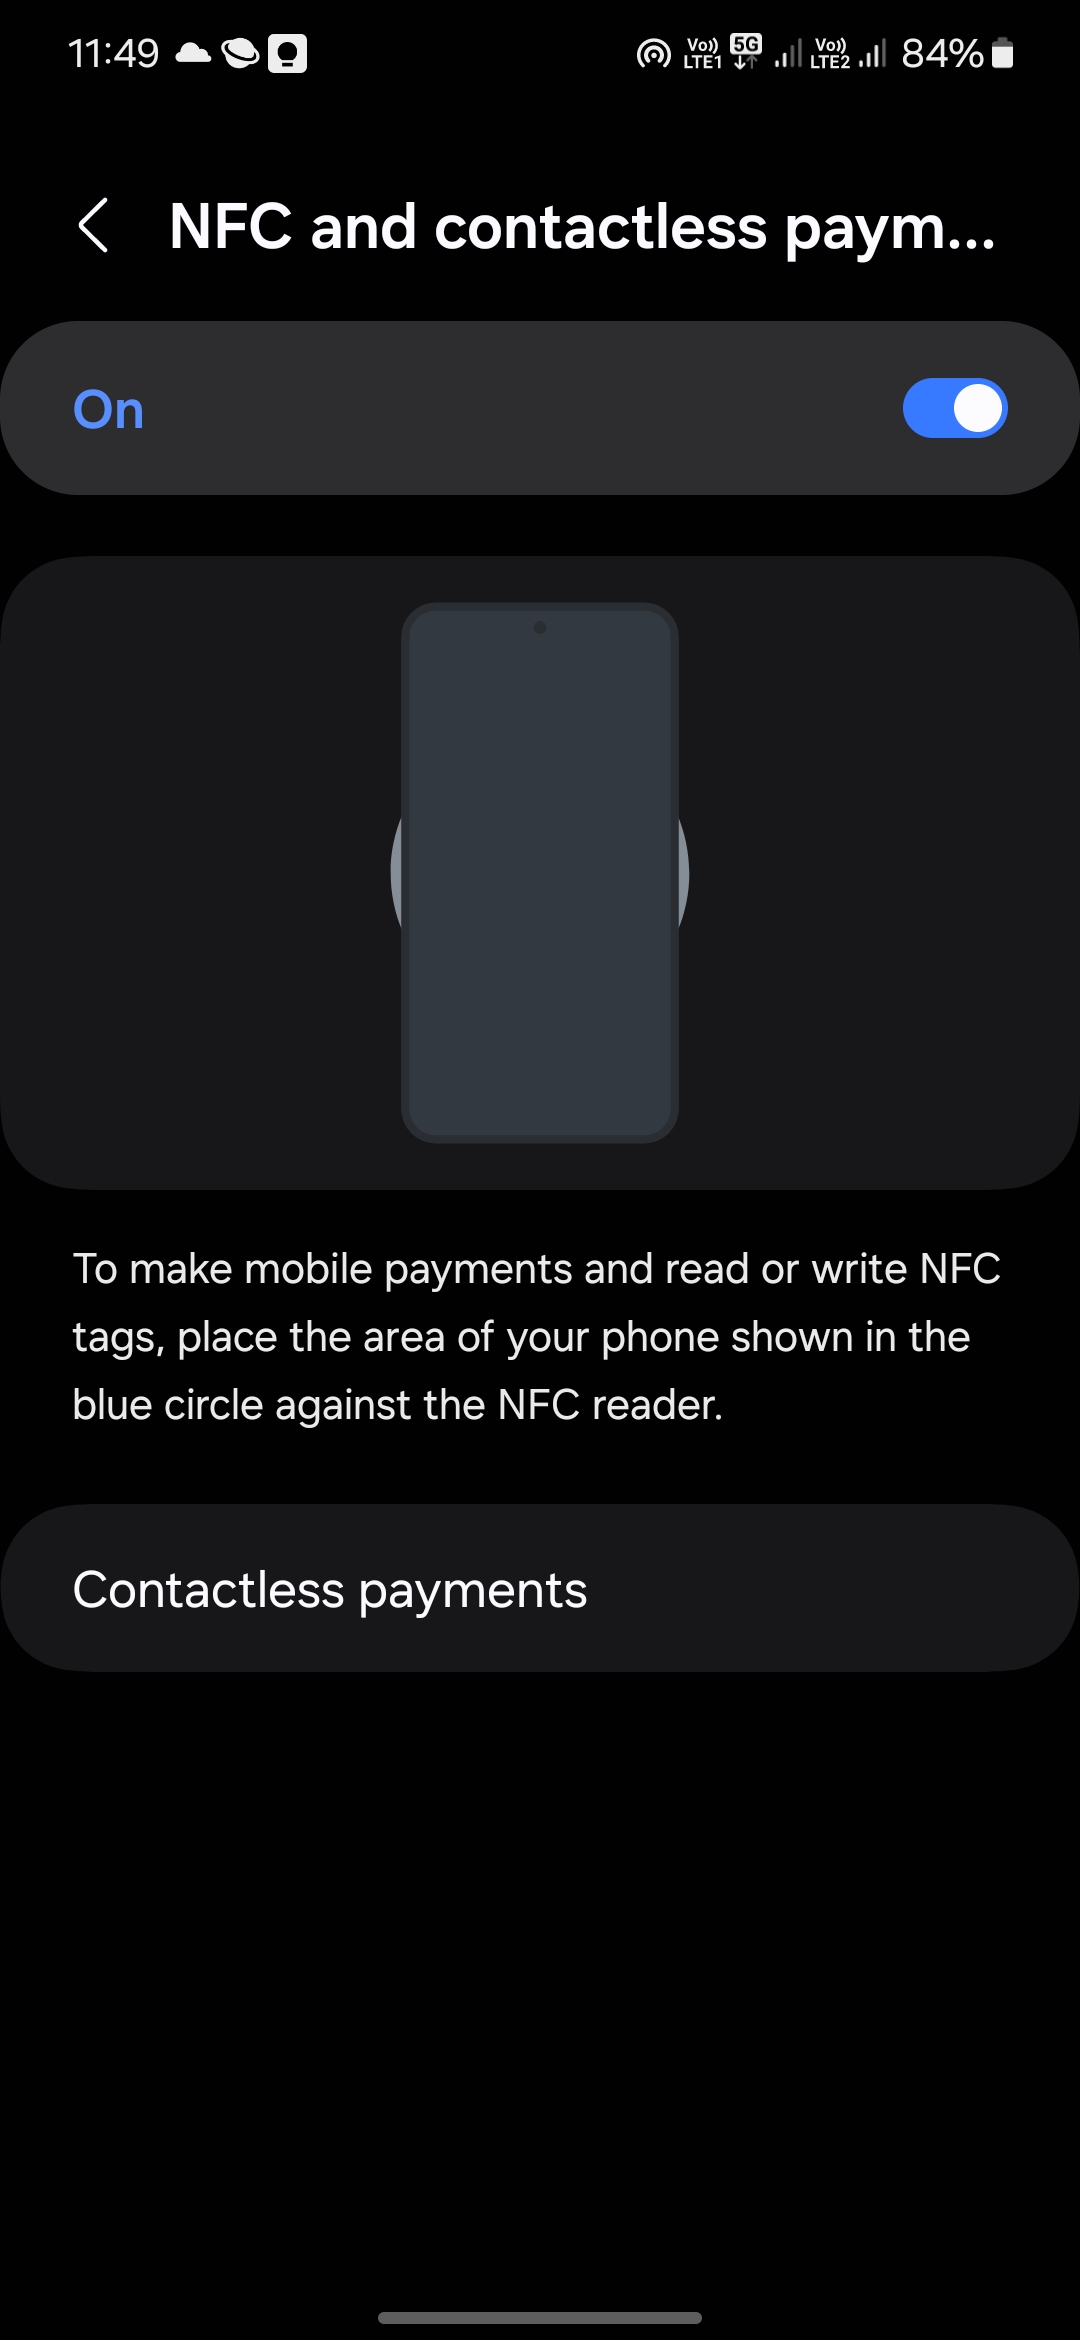 11:49
Vo)) LTE1 5G Vo)) LTE2 84%
NFC and contactless paym...
On
To make mobile payments and read or write NFC
tags, place the area of your phone shown in the
blue circle against the NFC reader.
Contactless payments